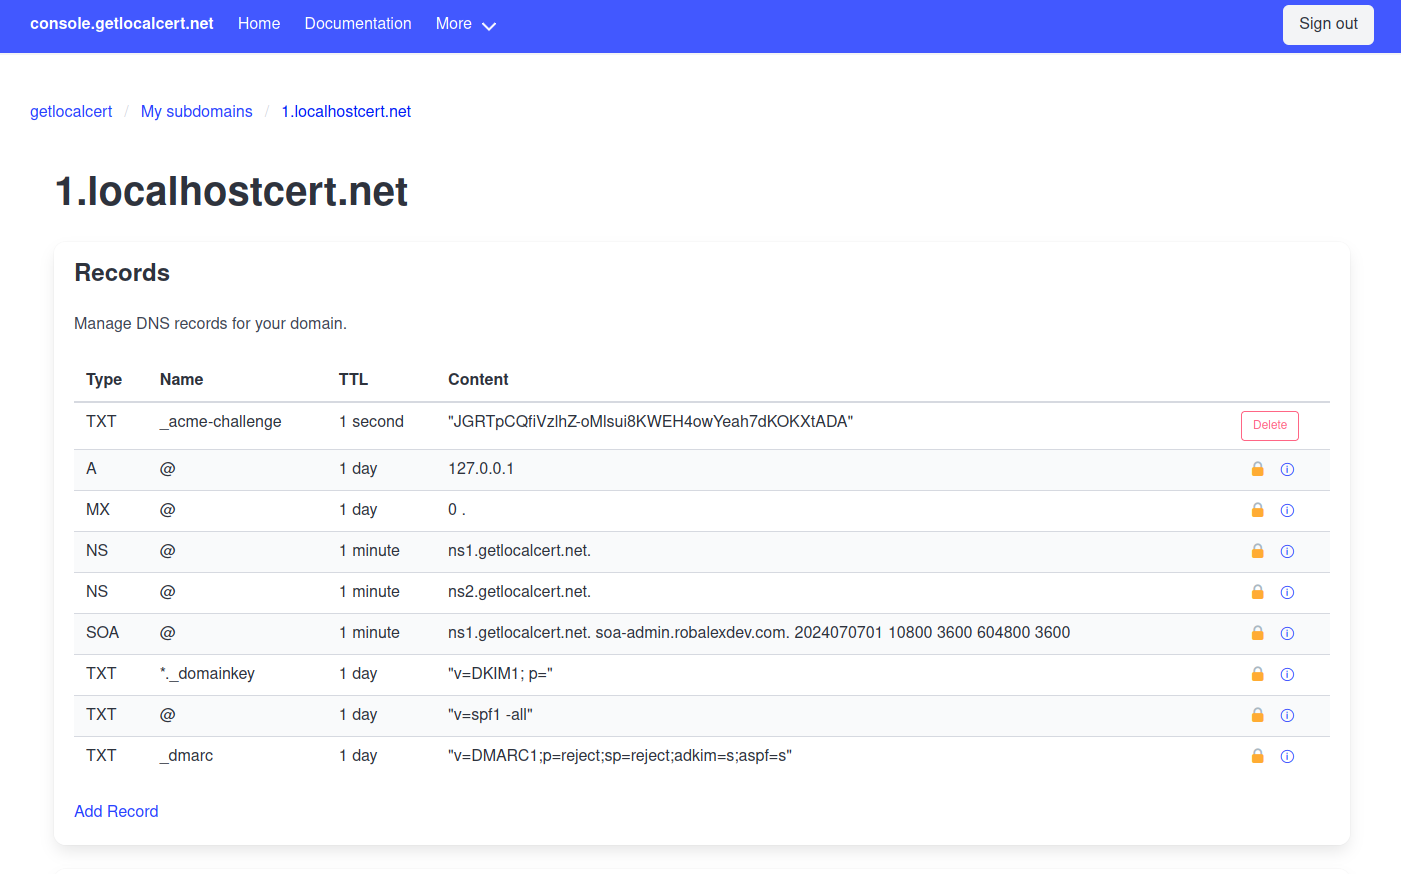 console.getlocalcert.net Home Documentation More Sign out
getlocalcert / My subdomains / 1.localhostcert.net
1.localhostcert.net
Records
Manage DNS records for your domain.
Type Name TTL Content
TXT _acme-challenge 1 second "JGRTpCQfiVzlhZ-oMlsui8KWEH4owYeah7dKOKXtADA" Delete
A @ 1 day 127.0.0.1
MX @ 1 day 0 .
NS @ 1 minute ns1.getlocalcert.net.
NS @ 1 minute ns2.getlocalcert.net.
SOA @ 1 minute ns1.getlocalcert.net. soa-admin.robalexdev.com. 2024070701 10800 3600 604800 3600
TXT *._domainkey 1 day "v=DKIM1; p="
TXT @ 1 day "v=spf1 -all"
TXT _dmarc 1 day "v=DMARC1;p=reject;sp=reject;adkim=s;aspf=s"
Add Record